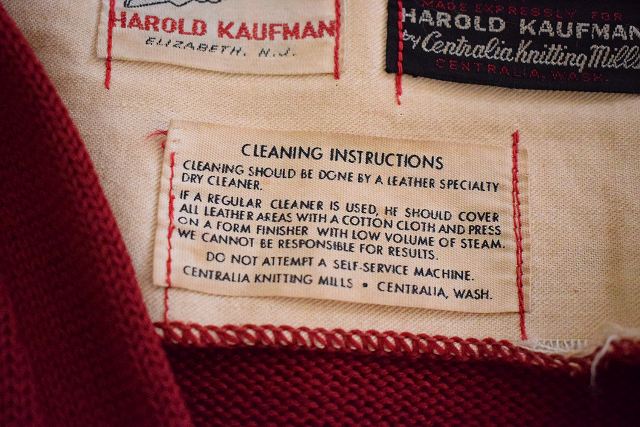 HAROLD KAUFMAN
ELIZABETH, N.J.
MADE EXPRESSLY FOR
HAROLD KAUFMAN
by Centralia Knitting Mills
CENTRALIA, WASH.
CLEANING INSTRUCTIONS
CLEANING SHOULD BE DONE BY A LEATHER SPECIALTY
DRY CLEANER.
IF A REGULAR CLEANER IS USED, HE SHOULD COVER
ALL LEATHER AREAS WITH A COTTON CLOTH AND PRESS
ON A FORM FINISHER WITH LOW VOLUME OF STEAM.
WE CANNOT BE RESPONSIBLE FOR RESULTS.
DO NOT ATTEMPT A SELF-SERVICE MACHINE.
CENTRALIA KNITTING MILLS • CENTRALIA, WASH.